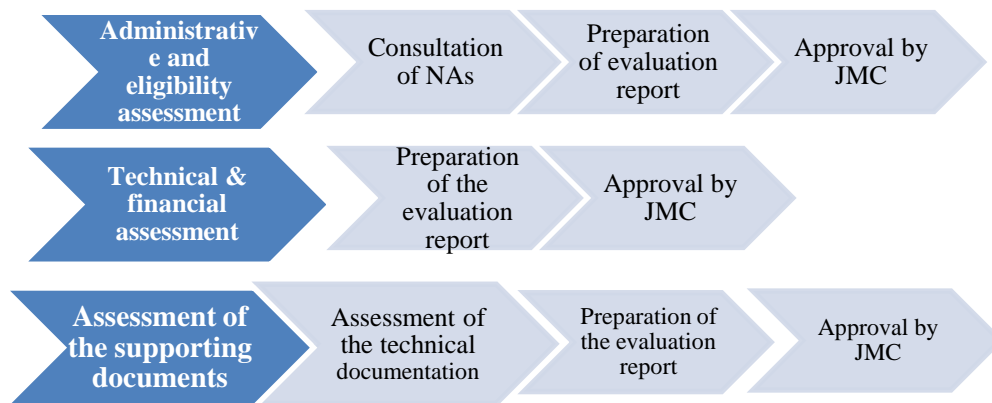 Administrativ
e and
eligibility
assessment
Consultation
of NAs
Preparation
of evaluation
report
Approval by
JMC
Technical &
financial
assessment
Preparation
of the
evaluation
report
Approval by
JMC
Assessment of
the supporting
documents
Assessment of
the technical
documentation
Preparation of
the evaluation
report
Approval by
JMC